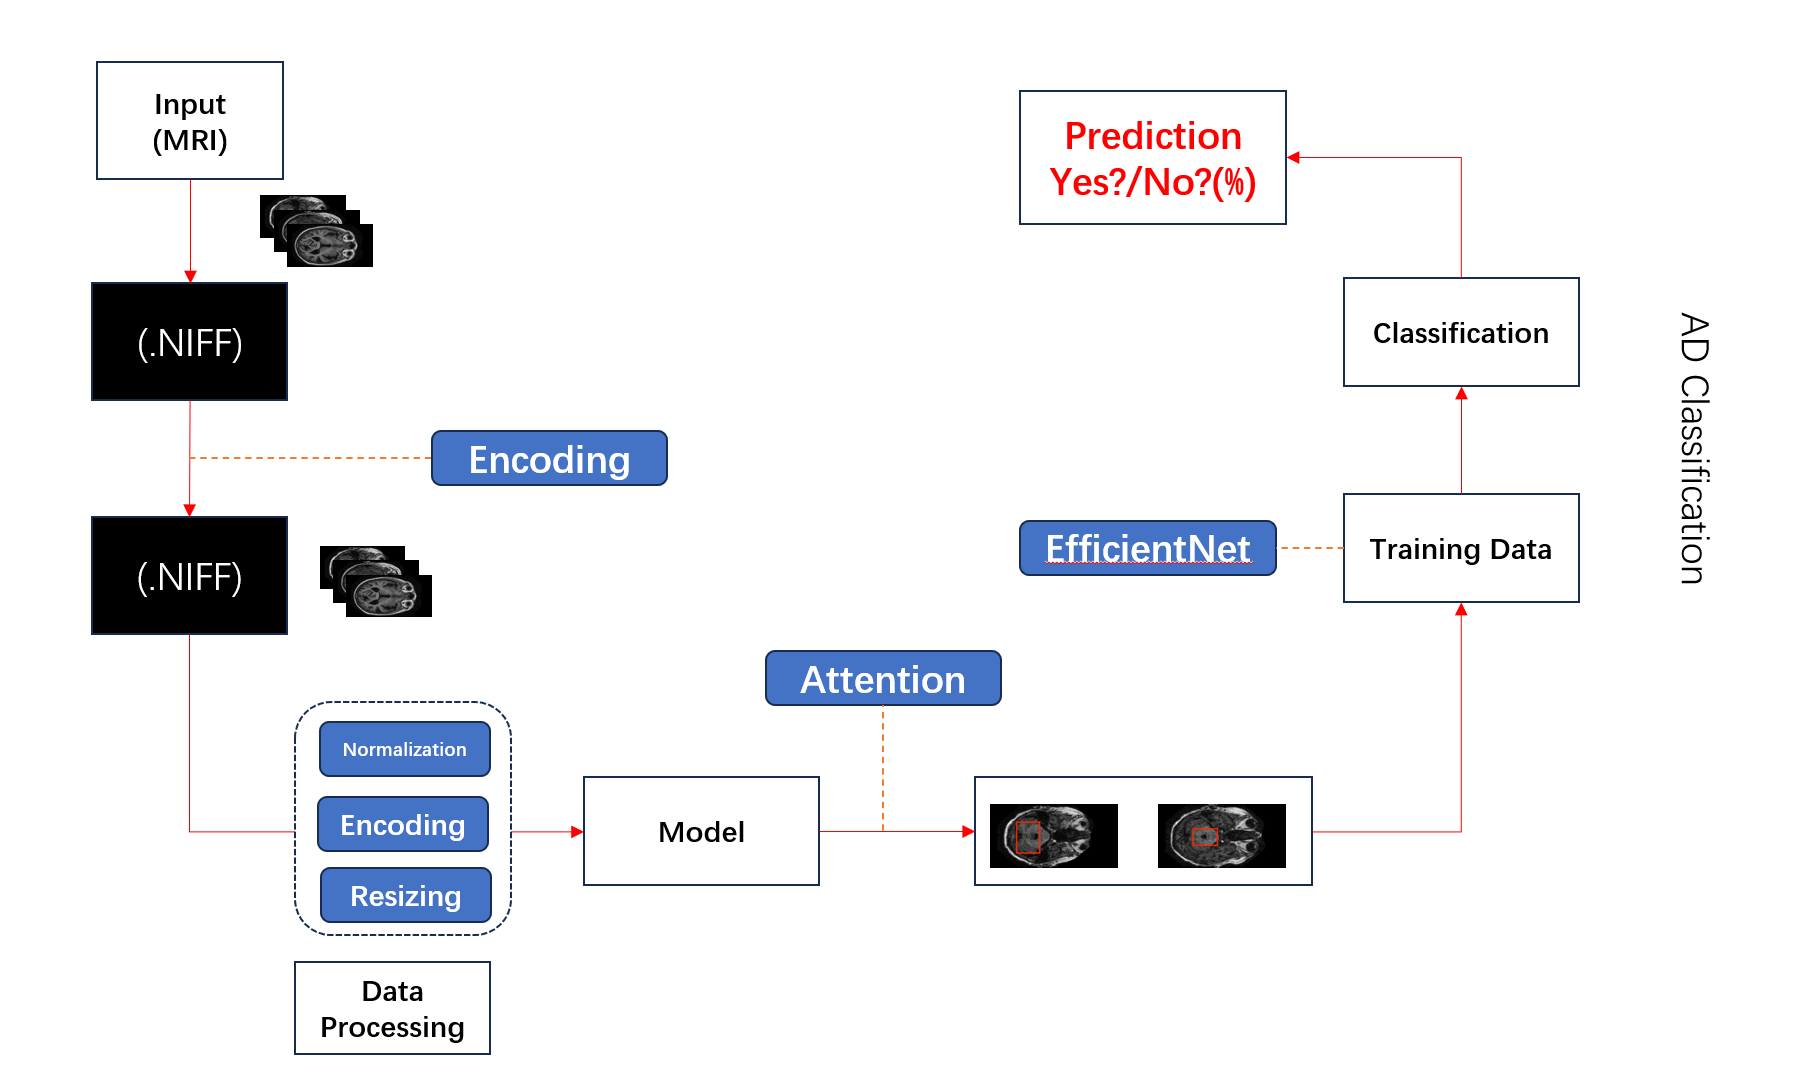 Input
(MRI)
(.NIFF)
Encoding
(.NIFF)
Normalization
Encoding
Resizing
Data
Processing
Model
Attention
EfficientNet
Training Data
Classification
Prediction
Yes?/No?(%)
AD Classification